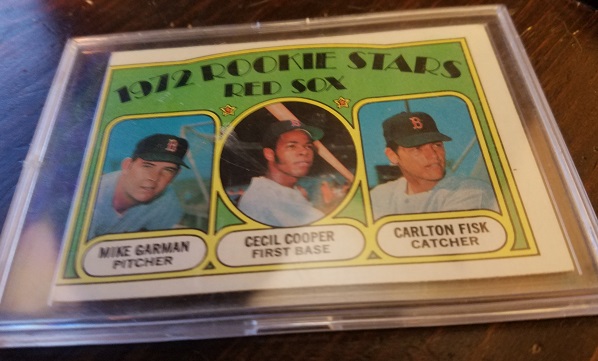 1972 ROOKIE STARS
RED SOX
B
B
MIKE GARMAN
PITCHER
CECIL COOPER
FIRST BASE
CARLTON FISK
CATCHER